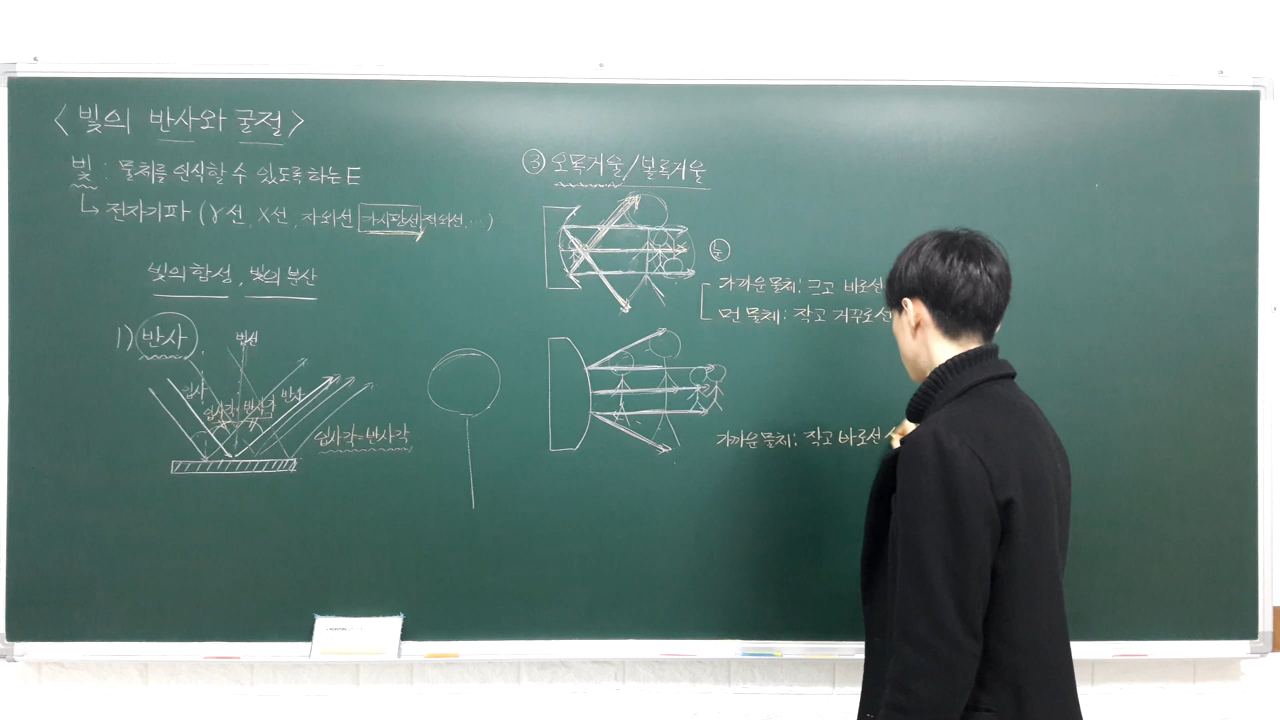 <빛의 반사와 굴절>
빛 : 물체를 인식할 수 있도록 하는 E
↳ 전자기파 (γ선, X선, 자외선 가시광선, 적외선, …)
빛의 합성, 빛의 분산
1) 반사
법선
입사
반사
입사각
반사각
입사각=반사각
③ 오목거울/볼록거울
가까운 물체: 크고 바로선
먼 물체: 작고 거꾸로선
가까운 물체: 작고 바로선